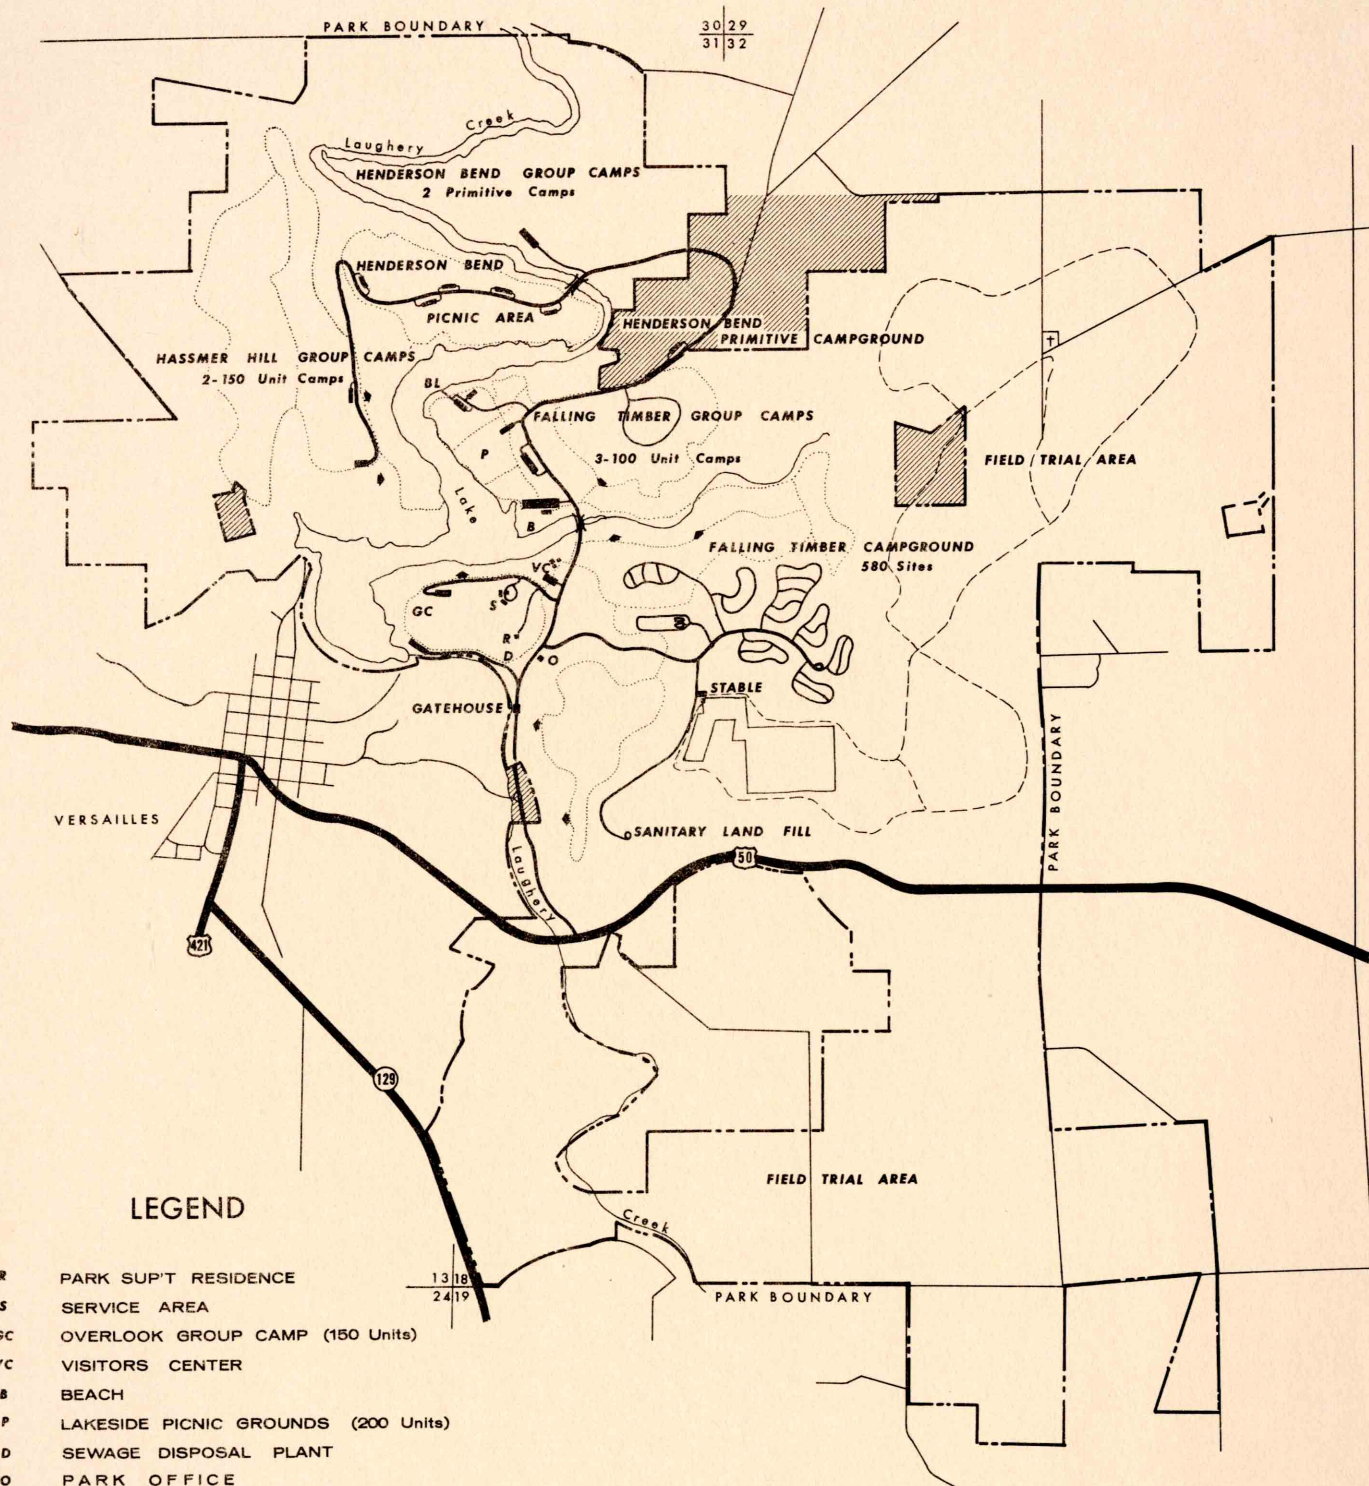 PARK BOUNDARY
30 29
31 32
Creek
Laughery
HENDERSON BEND GROUP CAMPS
2 Primitive Camps
HENDERSON BEND
PICNIC AREA
HENDERSON BEND
PRIMITIVE CAMPGROUND
HASSMER HILL GROUP CAMPS
2-150 Unit Camps
BL
FALLING TIMBER GROUP CAMPS
3-100 Unit Camps
P
FIELD TRIAL AREA
Lake
B
FALLING TIMBER CAMPGROUND
580 Sites
VC
S
GC
R
D
O
STABLE
GATEHOUSE
PARK BOUNDARY
VERSAILLES
SANITARY LAND FILL
50
Laughery
421
129
FIELD TRIAL AREA
Creek
13 18
24 19
PARK BOUNDARY
LEGEND
R PARK SUP'T RESIDENCE
S SERVICE AREA
GC OVERLOOK GROUP CAMP (150 Units)
VC VISITORS CENTER
B BEACH
P LAKESIDE PICNIC GROUNDS (200 Units)
D SEWAGE DISPOSAL PLANT
O PARK OFFICE